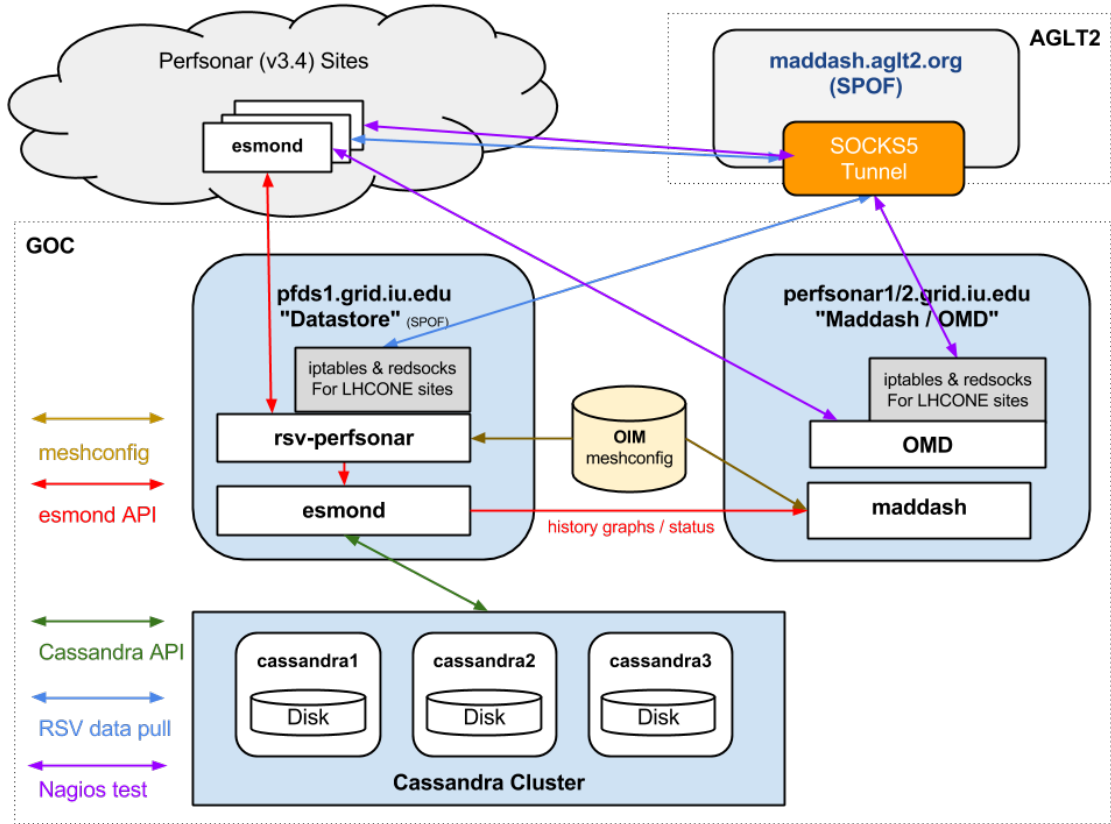 Perfsonar (v3.4) Sites
esmond
AGLT2
maddash.aglt2.org
(SPOF)
SOCKS5
Tunnel
GOC
pfds1.grid.iu.edu
"Datastore" (SPOF)
iptables & redsocks
For LHCONE sites
rsv-perfsonar
esmond
OIM
meshconfig
history graphs / status
perfsonar1/2.grid.iu.edu
"Maddash / OMD"
iptables & redsocks
For LHCONE sites
OMD
maddash
meshconfig
esmond API
Cassandra API
RSV data pull
Nagios test
cassandra1
Disk
cassandra2
Disk
cassandra3
Disk
Cassandra Cluster